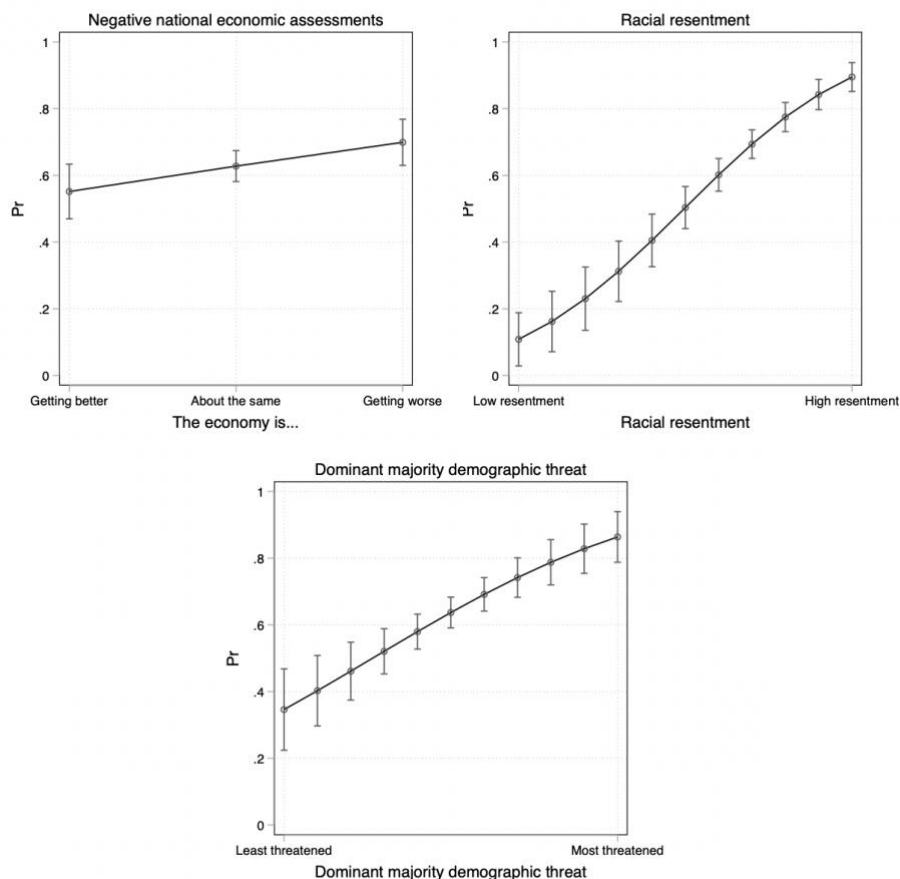 Negative national economic assessments
1
.8
.6
.4
.2
0
Pr
Getting better About the same Getting worse
The economy is...
Racial resentment
1
.8
.6
.4
.2
0
Pr
Low resentment High resentment
Racial resentment
Dominant majority demographic threat
1
.8
.6
.4
.2
0
Pr
Least threatened Most threatened
Dominant majority demographic threat